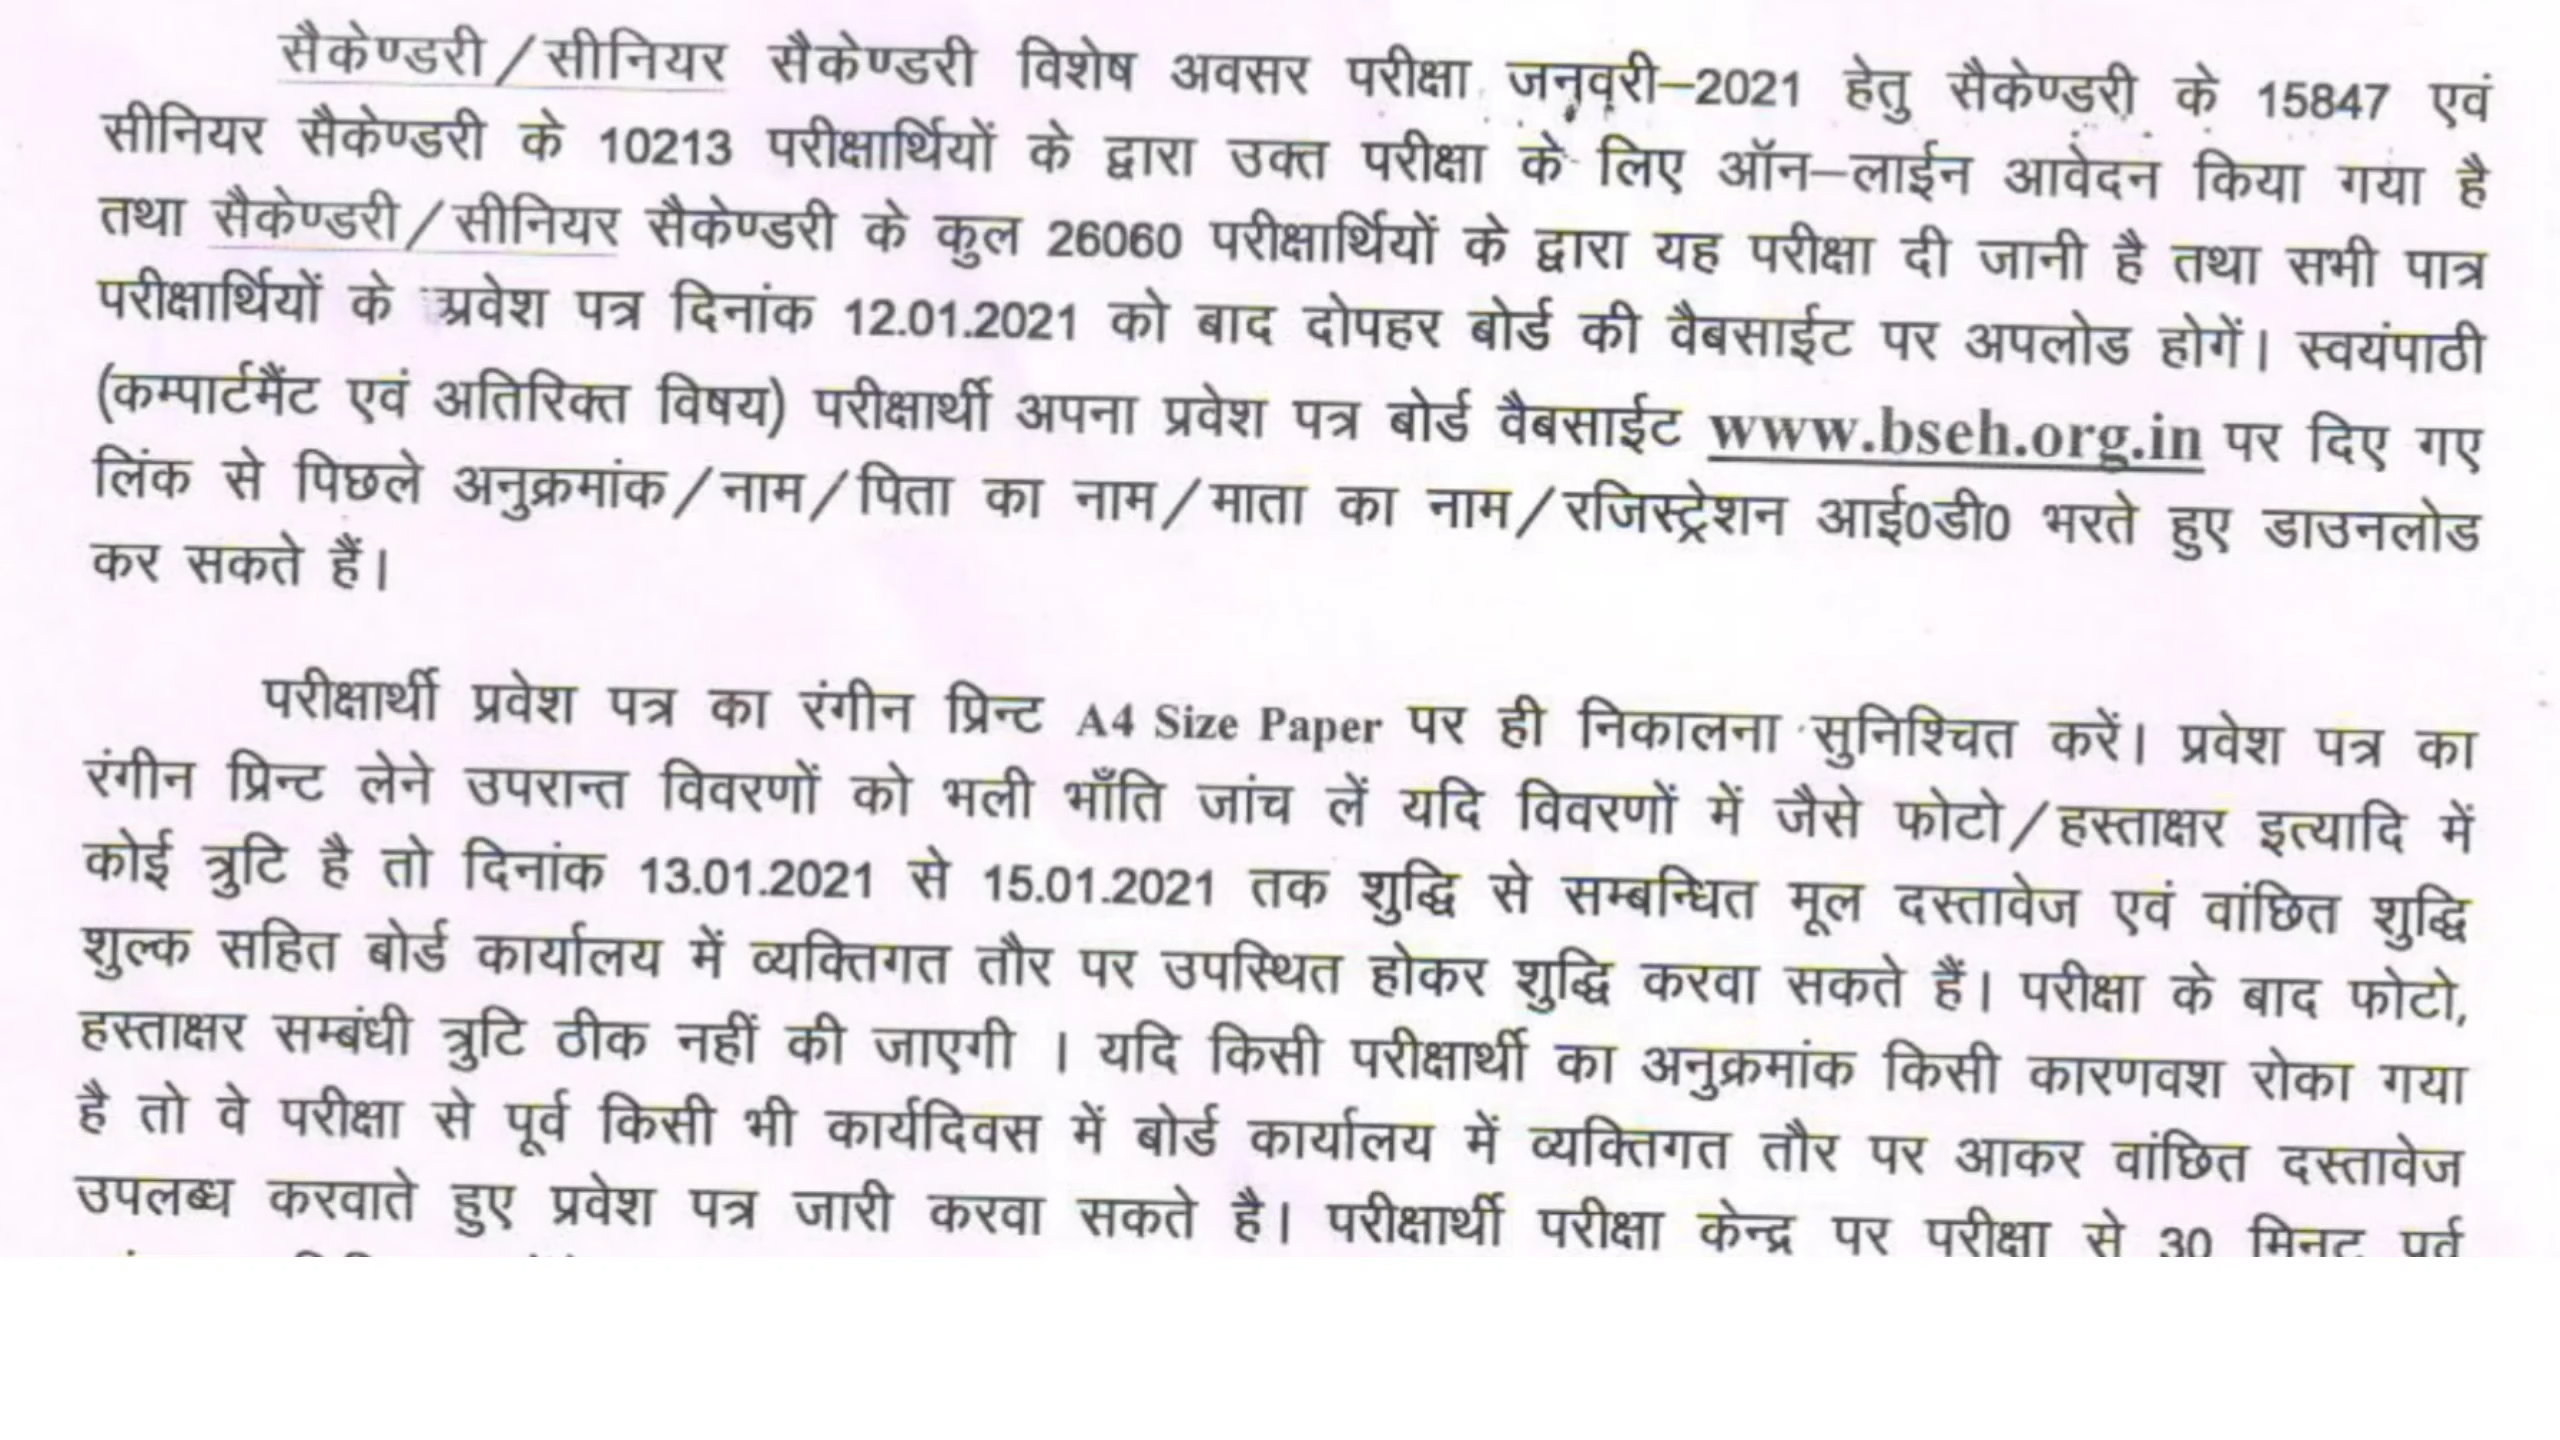 सैकेण्डरी/सीनियर सैकेण्डरी विशेष अवसर परीक्षा जनवरी–2021 हेतु सैकेण्डरी के 15847 एवं
सीनियर सैकेण्डरी के 10213 परीक्षार्थियों के द्वारा उक्त परीक्षा के लिए ऑन–लाईन आवेदन किया गया है
तथा सैकेण्डरी/सीनियर सैकेण्डरी के कुल 26060 परीक्षार्थियों के द्वारा यह परीक्षा दी जानी है तथा सभी पात्र
परीक्षार्थियों के प्रवेश पत्र दिनांक 12.01.2021 को बाद दोपहर बोर्ड की वैबसाईट पर अपलोड होगें। स्वयंपाठी
(कम्पार्टमैंट एवं अतिरिक्त विषय) परीक्षार्थी अपना प्रवेश पत्र बोर्ड वैबसाईट www.bseh.org.in पर दिए गए
लिंक से पिछले अनुक्रमांक/नाम/पिता का नाम/माता का नाम/रजिस्ट्रेशन आई0डी0 भरते हुए डाउनलोड
कर सकते हैं।
परीक्षार्थी प्रवेश पत्र का रंगीन प्रिन्ट A4 Size Paper पर ही निकालना सुनिश्चित करें। प्रवेश पत्र का
रंगीन प्रिन्ट लेने उपरान्त विवरणों को भली भाँति जांच लें यदि विवरणों में जैसे फोटो/हस्ताक्षर इत्यादि में
कोई त्रुटि है तो दिनांक 13.01.2021 से 15.01.2021 तक शुद्धि से सम्बन्धित मूल दस्तावेज एवं वांछित शुद्धि
शुल्क सहित बोर्ड कार्यालय में व्यक्तिगत तौर पर उपस्थित होकर शुद्धि करवा सकते हैं। परीक्षा के बाद फोटो,
हस्ताक्षर सम्बंधी त्रुटि ठीक नहीं की जाएगी । यदि किसी परीक्षार्थी का अनुक्रमांक किसी कारणवश रोका गया
है तो वे परीक्षा से पूर्व किसी भी कार्यदिवस में बोर्ड कार्यालय में व्यक्तिगत तौर पर आकर वांछित दस्तावेज
उपलब्ध करवाते हुए प्रवेश पत्र जारी करवा सकते है। परीक्षार्थी परीक्षा केन्द्र पर परीक्षा से 30 मिनट पूर्व